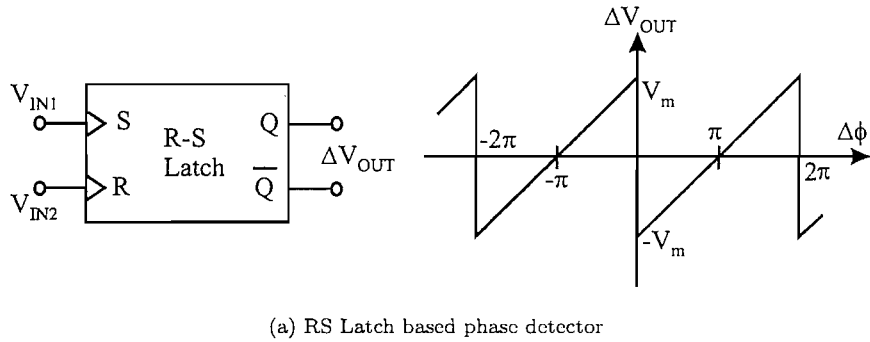 V_IN1
S
R-S
Latch
Q
R
Q̅
V_IN2
ΔV_OUT
ΔV_OUT
V_m
-2π
-π
π
Δϕ
2π
-V_m
(a) RS Latch based phase detector